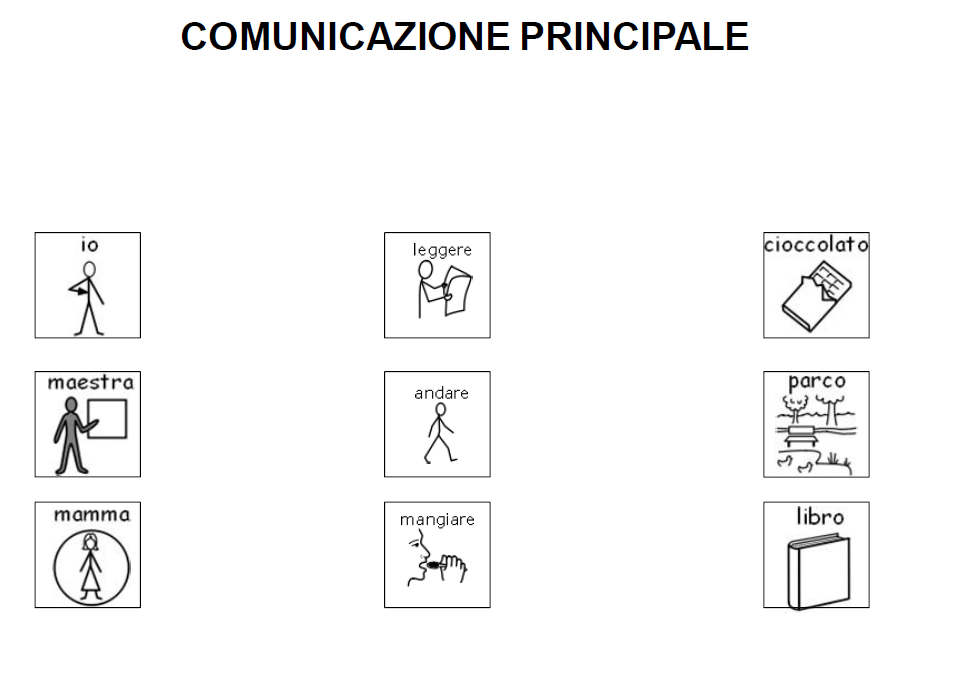 COMUNICAZIONE PRINCIPALE
io
leggere
cioccolato
maestra
andare
parco
mamma
mangiare
libro